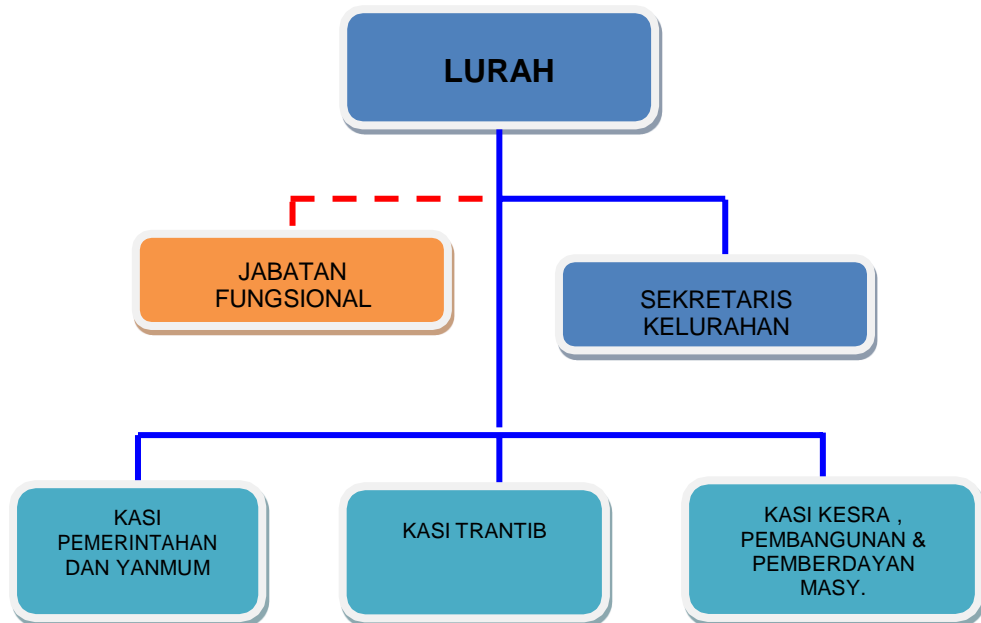 LURAH
JABATAN
FUNGSIONAL
SEKRETARIS
KELURAHAN
KASI
PEMERINTAHAN
DAN YANMUM
KASI TRANTIB
KASI KESRA ,
PEMBANGUNAN &
PEMBERDAYAN
MASY.